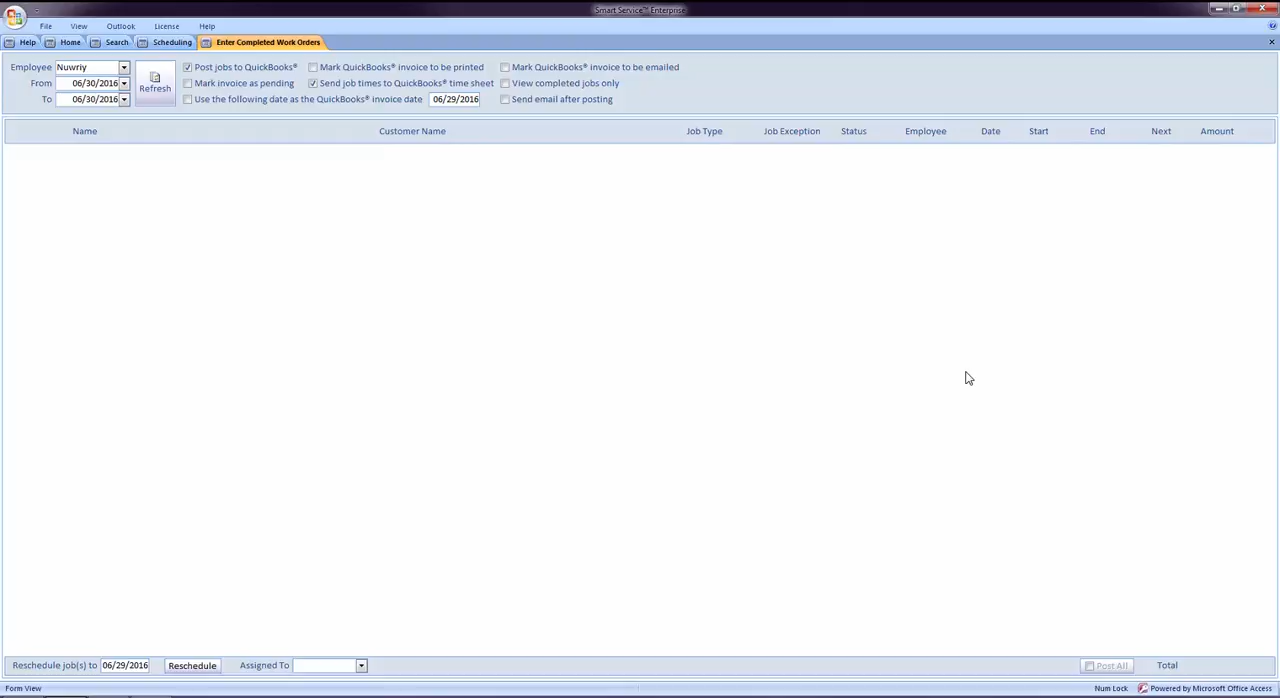 Smart Service™ Enterprise
File View Outlook License Help
Help Home Search Scheduling Enter Completed Work Orders
Employee Nuwriy Post jobs to QuickBooks® Mark QuickBooks® invoice to be printed Mark QuickBooks® invoice to be emailed
From 06/30/2016 Refresh Mark invoice as pending Send job times to QuickBooks® time sheet View completed jobs only
To 06/30/2016 Use the following date as the QuickBooks® invoice date 06/29/2016 Send email after posting
Name Customer Name Job Type Job Exception Status Employee Date Start End Next Amount
Reschedule job(s) to 06/29/2016 Reschedule Assigned To Post All Total
Form View Num Lock Powered by Microsoft Office Access